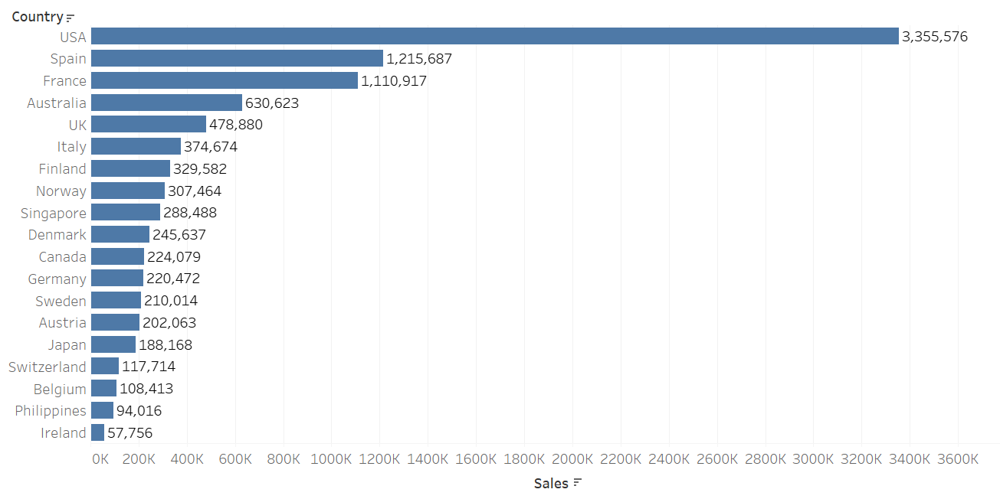 Country
USA 3,355,576
Spain 1,215,687
France 1,110,917
Australia 630,623
UK 478,880
Italy 374,674
Finland 329,582
Norway 307,464
Singapore 288,488
Denmark 245,637
Canada 224,079
Germany 220,472
Sweden 210,014
Austria 202,063
Japan 188,168
Switzerland 117,714
Belgium 108,413
Philippines 94,016
Ireland 57,756
0K 200K 400K 600K 800K 1000K 1200K 1400K 1600K 1800K 2000K 2200K 2400K 2600K 2800K 3000K 3200K 3400K 3600K
Sales